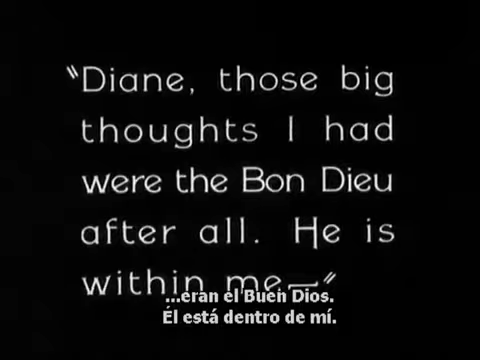 “Diane, those big
thoughts I had
were the Bon Dieu
after all. He is
within me—”
...eran el Buen Dios.
Él está dentro de mí.